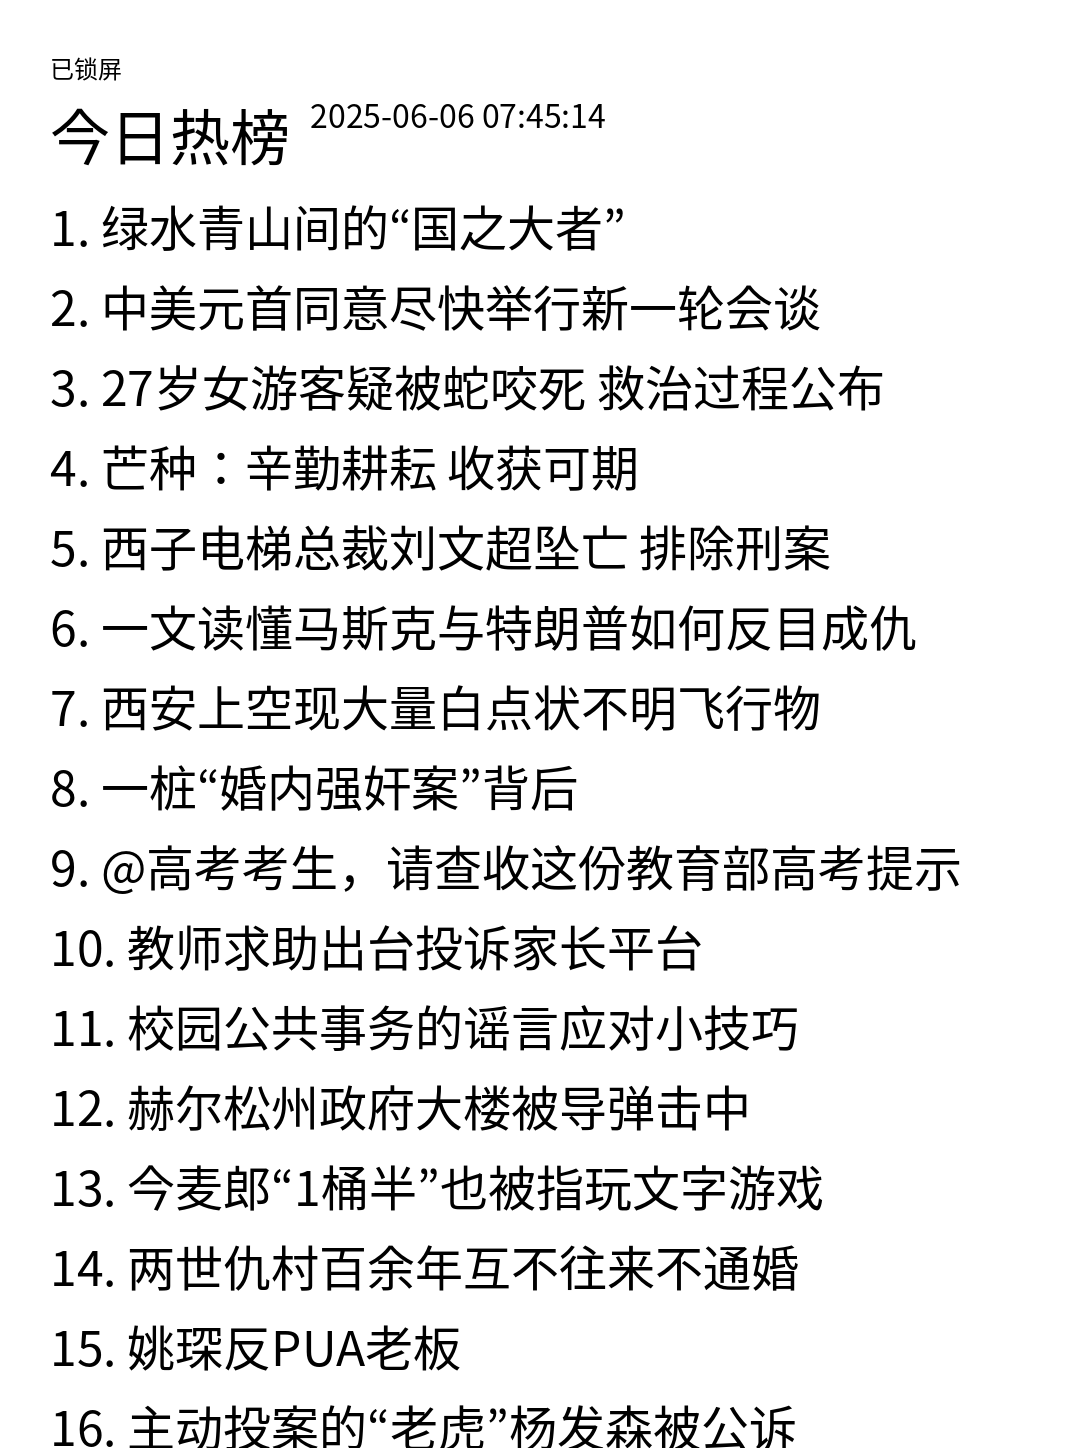 已锁屏
今日热榜 2025-06-06 07:45:14
1. 绿水青山间的“国之大者”
2. 中美元首同意尽快举行新一轮会谈
3. 27岁女游客疑被蛇咬死 救治过程公布
4. 芒种：辛勤耕耘 收获可期
5. 西子电梯总裁刘文超坠亡 排除刑案
6. 一文读懂马斯克与特朗普如何反目成仇
7. 西安上空现大量白点状不明飞行物
8. 一桩“婚内强奸案”背后
9. @高考考生，请查收这份教育部高考提示
10. 教师求助出台投诉家长平台
11. 校园公共事务的谣言应对小技巧
12. 赫尔松州政府大楼被导弹击中
13. 今麦郎“1桶半”也被指玩文字游戏
14. 两世仇村百余年互不往来不通婚
15. 姚琛反PUA老板
16. 主动投案的“老虎”杨发森被公诉